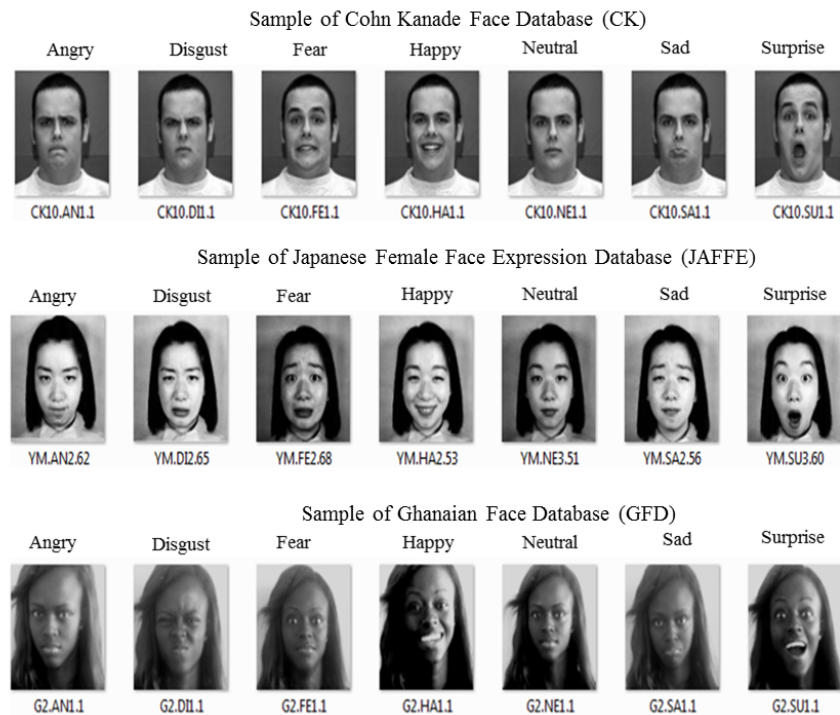 Sample of Cohn Kanade Face Database (CK)
Angry Disgust Fear Happy Neutral Sad Surprise
CK10.AN1.1 CK10.DI1.1 CK10.FE1.1 CK10.HA1.1 CK10.NE1.1 CK10.SA1.1 CK10.SU1.1
Sample of Japanese Female Face Expression Database (JAFFE)
Angry Disgust Fear Happy Neutral Sad Surprise
YM.AN2.62 YM.DI2.65 YM.FE2.68 YM.HA2.53 YM.NE3.51 YM.SA2.56 YM.SU3.60
Sample of Ghanaian Face Database (GFD)
Angry Disgust Fear Happy Neutral Sad Surprise
G2.AN1.1 G2.DI1.1 G2.FE1.1 G2.HA1.1 G2.NE1.1 G2.SA1.1 G2.SU1.1